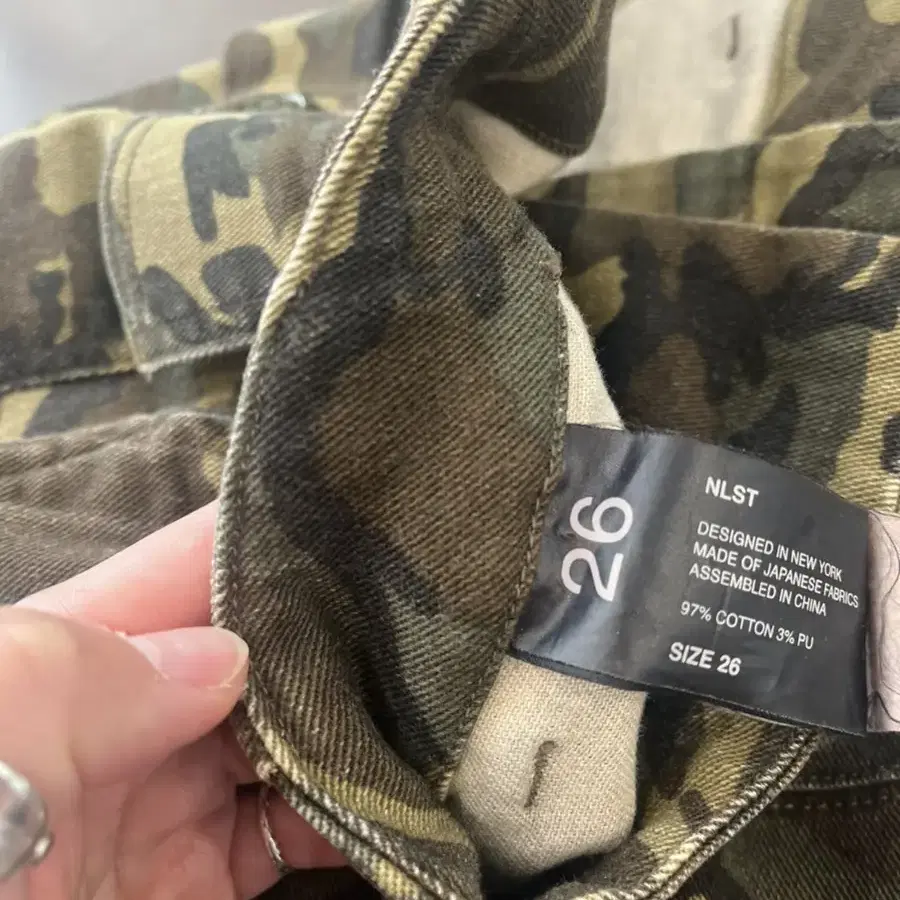 26
NLST
DESIGNED IN NEW YORK
MADE OF JAPANESE FABRICS
ASSEMBLED IN CHINA
97% COTTON 3% PU
SIZE 26